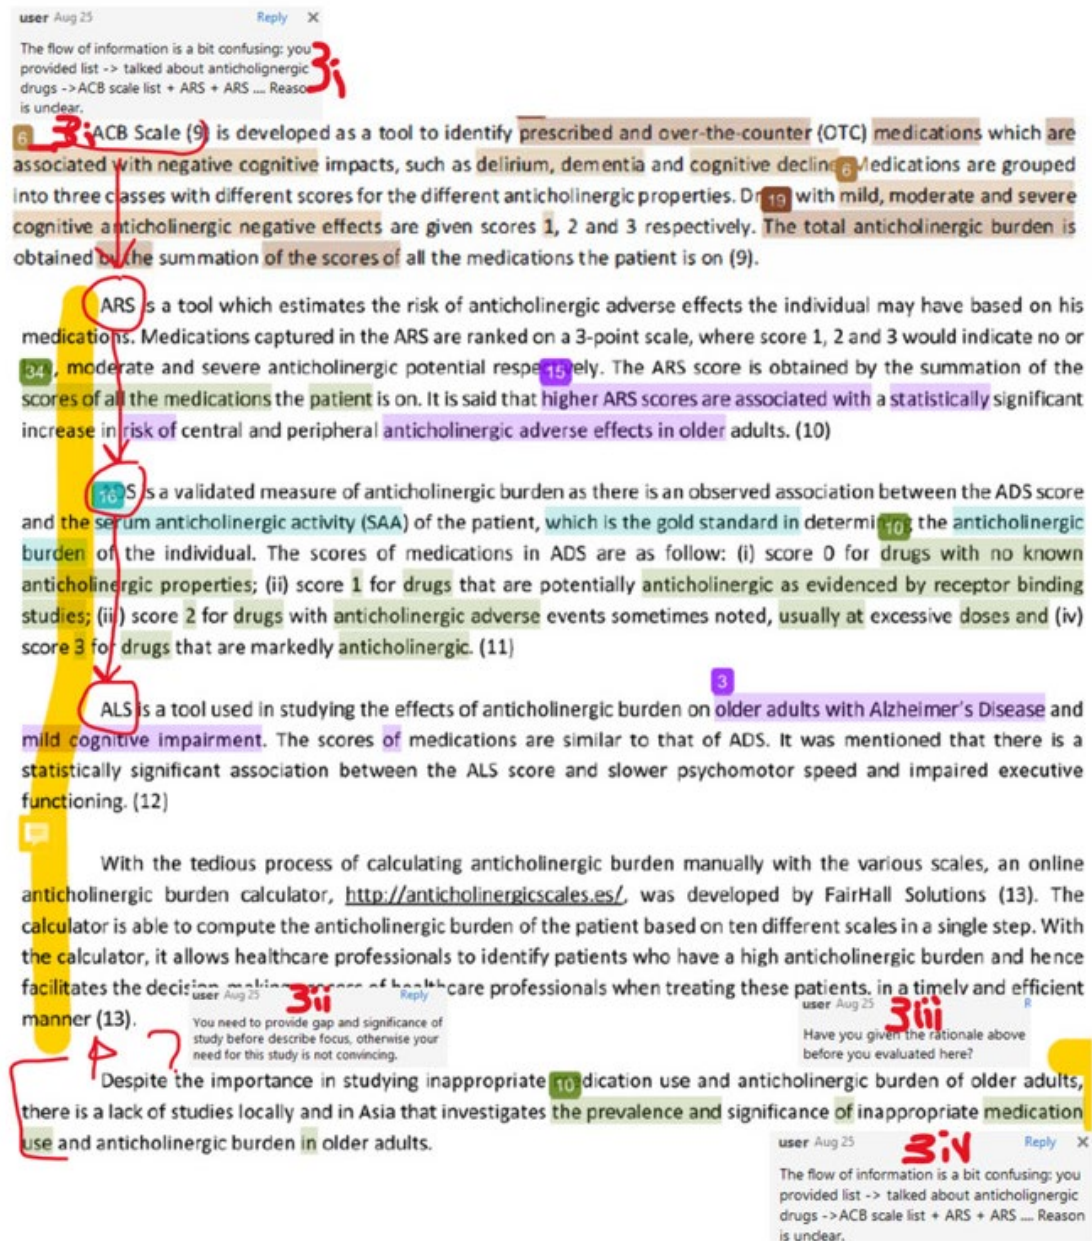 user Aug 25 Reply X
The flow of information is a bit confusing: you
provided list -> talked about anticholignergic
drugs ->ACB scale list + ARS + ARS .... Reason
is unclear.
3i
6 3i ACB Scale (9) is developed as a tool to identify prescribed and over-the-counter (OTC) medications which are
associated with negative cognitive impacts, such as delirium, dementia and cognitive decline 6 Medications are grouped
into three classes with different scores for the different anticholinergic properties. Dr 19 with mild, moderate and severe
cognitive anticholinergic negative effects are given scores 1, 2 and 3 respectively. The total anticholinergic burden is
obtained by the summation of the scores of all the medications the patient is on (9).
ARS is a tool which estimates the risk of anticholinergic adverse effects the individual may have based on his
medications. Medications captured in the ARS are ranked on a 3-point scale, where score 1, 2 and 3 would indicate no or
34 , moderate and severe anticholinergic potential respe 15 ely. The ARS score is obtained by the summation of the
scores of all the medications the patient is on. It is said that higher ARS scores are associated with a statistically significant
increase in risk of central and peripheral anticholinergic adverse effects in older adults. (10)
16 S is a validated measure of anticholinergic burden as there is an observed association between the ADS score
and the serum anticholinergic activity (SAA) of the patient, which is the gold standard in determi 10 g the anticholinergic
burden of the individual. The scores of medications in ADS are as follow: (i) score 0 for drugs with no known
anticholinergic properties; (ii) score 1 for drugs that are potentially anticholinergic as evidenced by receptor binding
studies; (iii) score 2 for drugs with anticholinergic adverse events sometimes noted, usually at excessive doses and (iv)
score 3 for drugs that are markedly anticholinergic. (11)
3
ALS is a tool used in studying the effects of anticholinergic burden on older adults with Alzheimer's Disease and
mild cognitive impairment. The scores of medications are similar to that of ADS. It was mentioned that there is a
statistically significant association between the ALS score and slower psychomotor speed and impaired executive
functioning. (12)
With the tedious process of calculating anticholinergic burden manually with the various scales, an online
anticholinergic burden calculator, http://anticholinergicscales.es/, was developed by FairHall Solutions (13). The
calculator is able to compute the anticholinergic burden of the patient based on ten different scales in a single step. With
the calculator, it allows healthcare professionals to identify patients who have a high anticholinergic burden and hence
facilitates the decision making process of healthcare professionals when treating these patients, in a timely and efficient
manner (13).
user Aug 25 3ii Reply
You need to provide gap and significance of
study before describe focus, otherwise your
need for this study is not convincing.
user Aug 25 3iii R
Have you given the rationale above
before you evaluated here?
?
Despite the importance in studying inappropriate 10 dication use and anticholinergic burden of older adults,
there is a lack of studies locally and in Asia that investigates the prevalence and significance of inappropriate medication
use and anticholinergic burden in older adults.
user Aug 25 3iv Reply X
The flow of information is a bit confusing: you
provided list -> talked about anticholignergic
drugs ->ACB scale list + ARS + ARS .... Reason
is unclear.